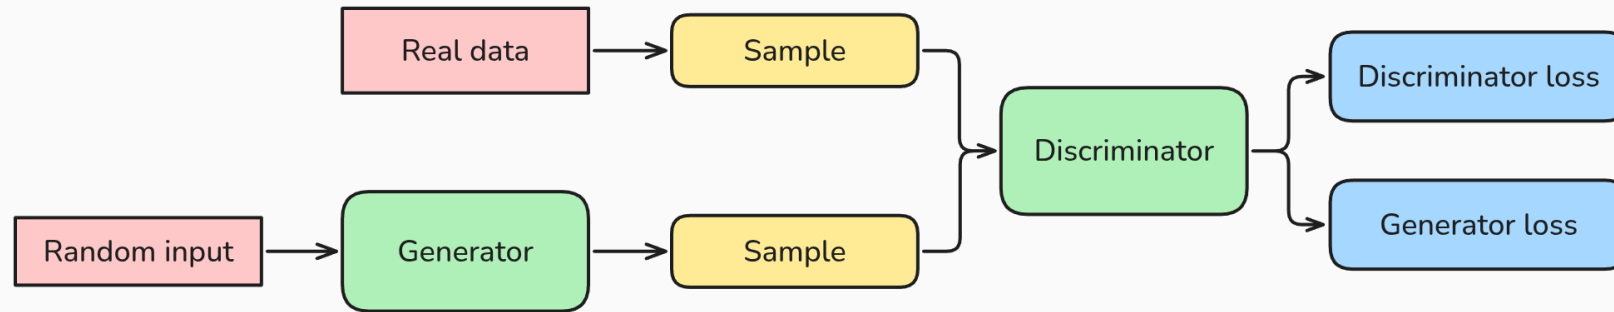 Real data
Sample
Discriminator loss
Discriminator
Generator loss
Random input
Generator
Sample